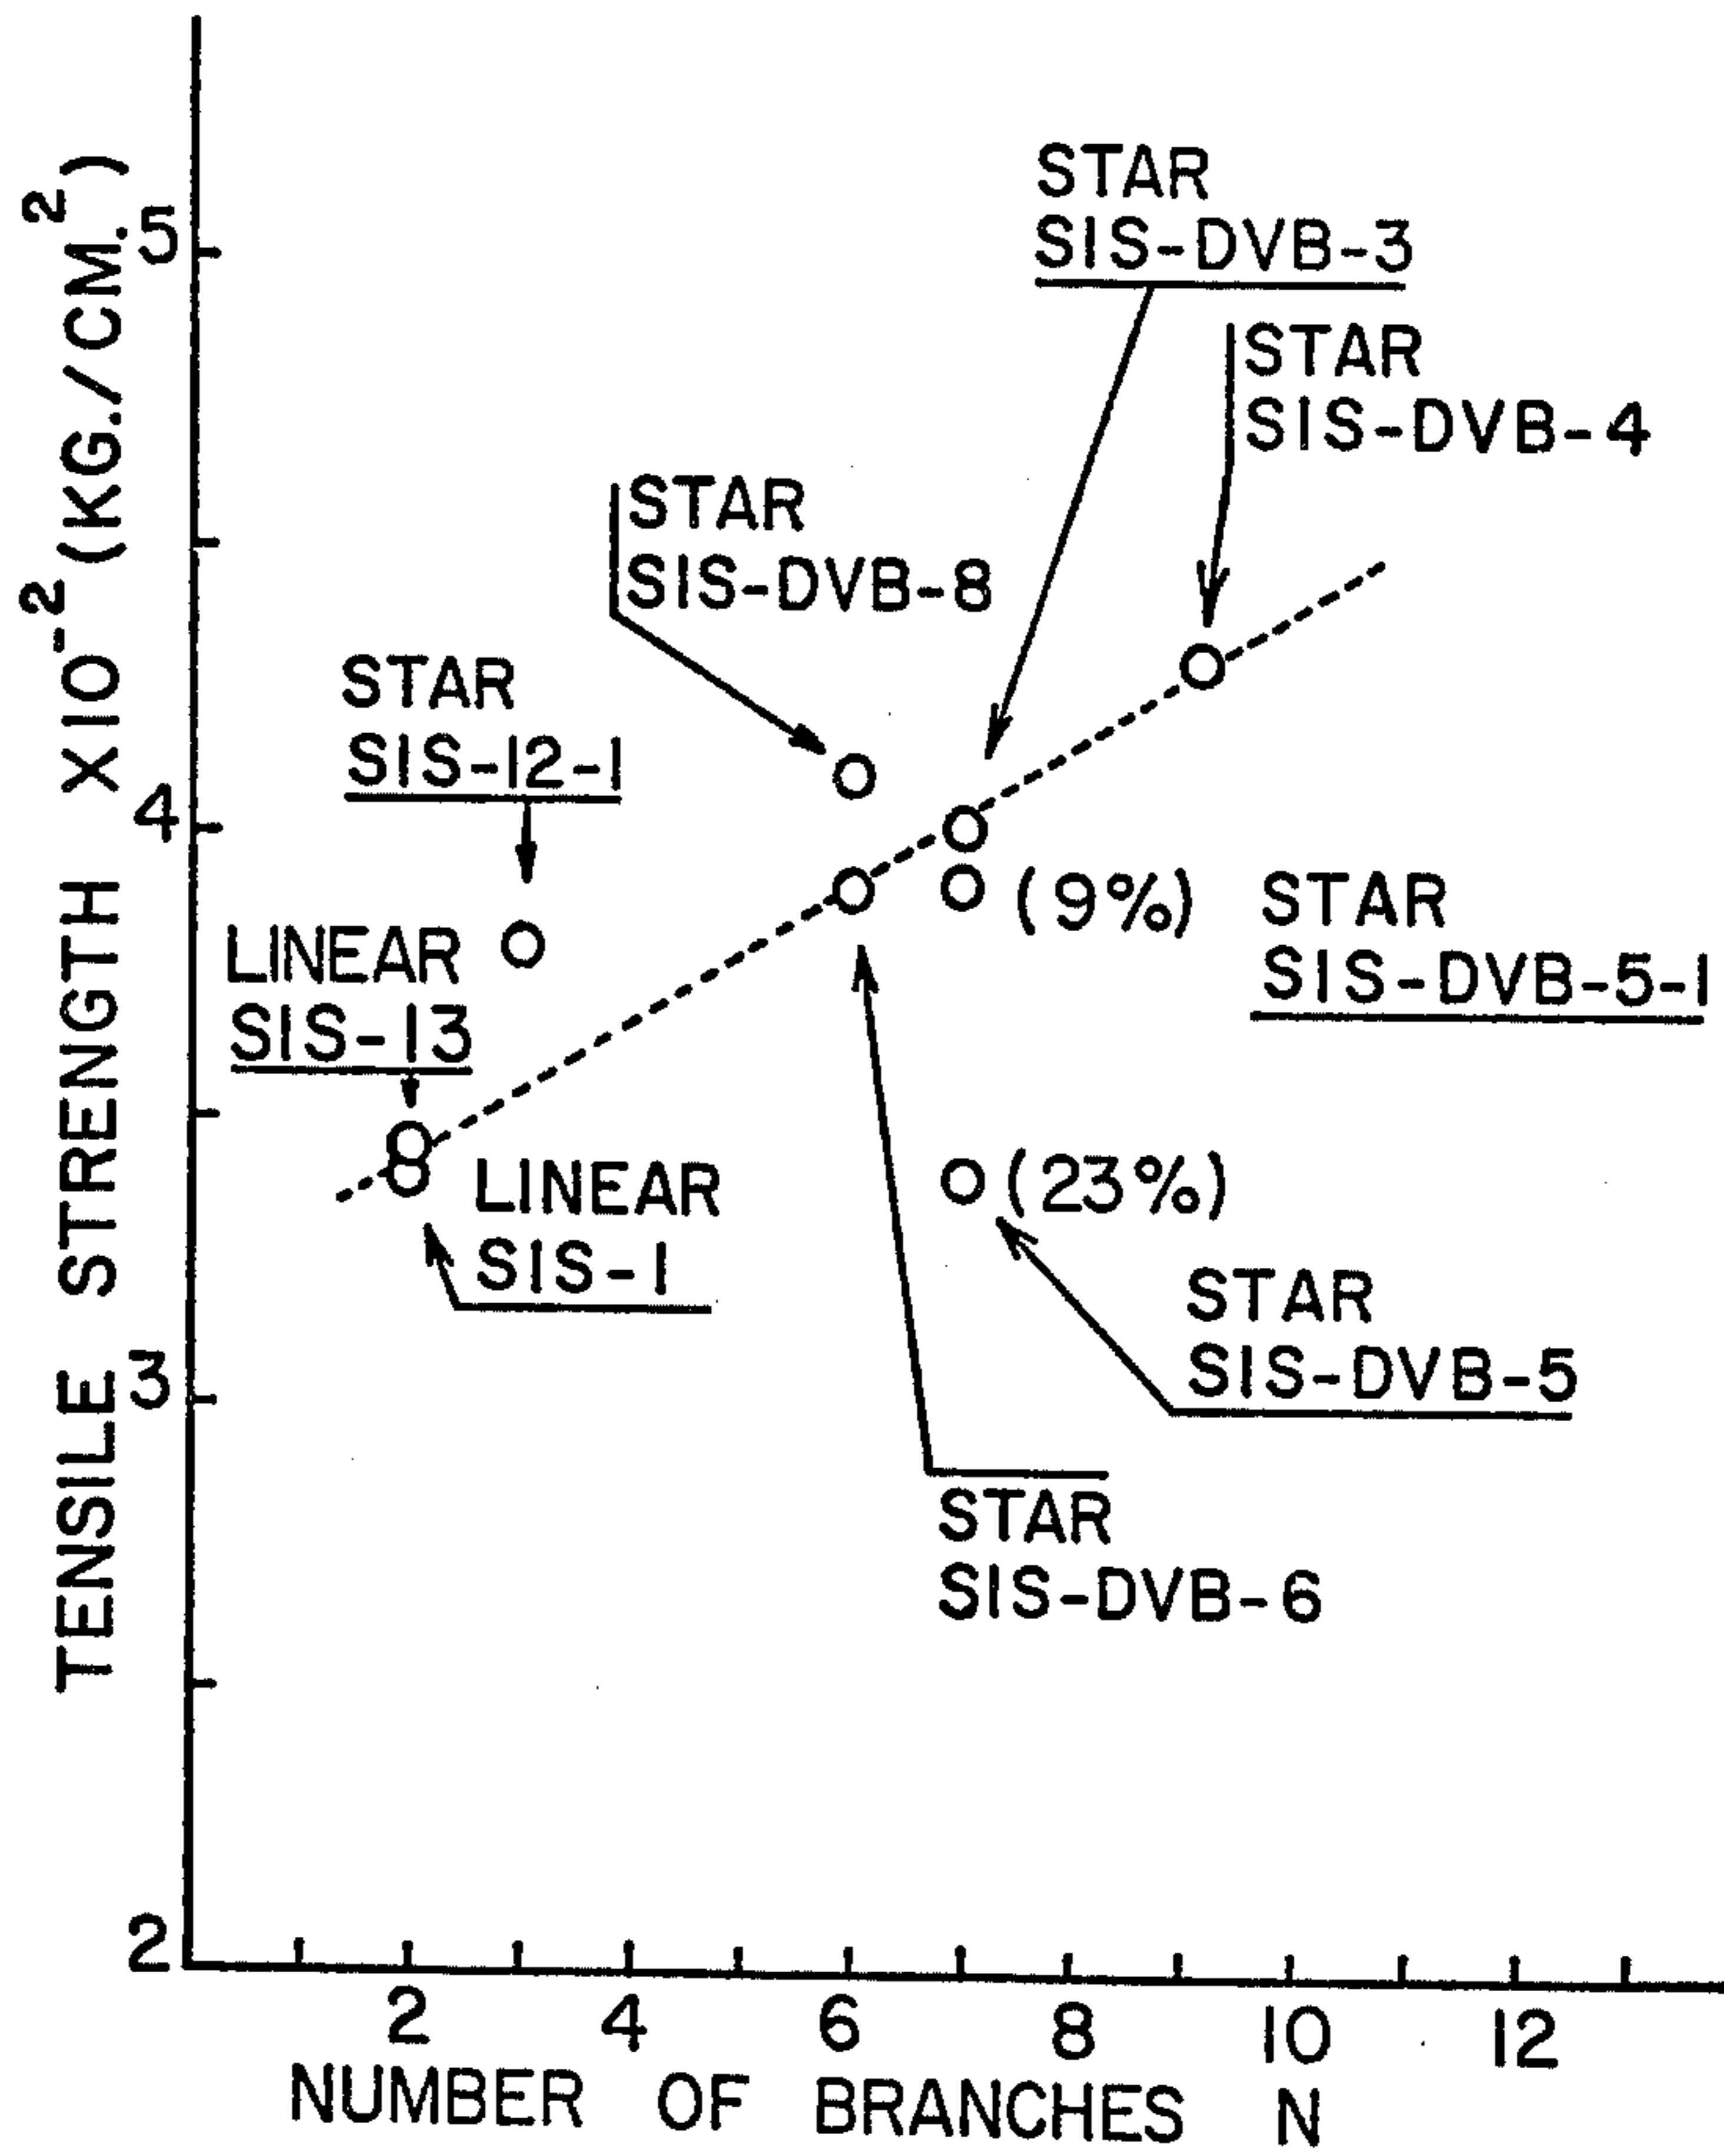 TENSILE STRENGTH X10⁻² (KG./CM.²)
5
4
3
2
STAR
SIS-DVB-3
STAR
SIS-DVB-4
STAR
SIS-DVB-8
STAR
SIS-12-1
(9%)
STAR
SIS-DVB-5-1
LINEAR
SIS-13
LINEAR
SIS-1
(23%)
STAR
SIS-DVB-5
STAR
SIS-DVB-6
2 4 6 8 10 12
NUMBER OF BRANCHES N